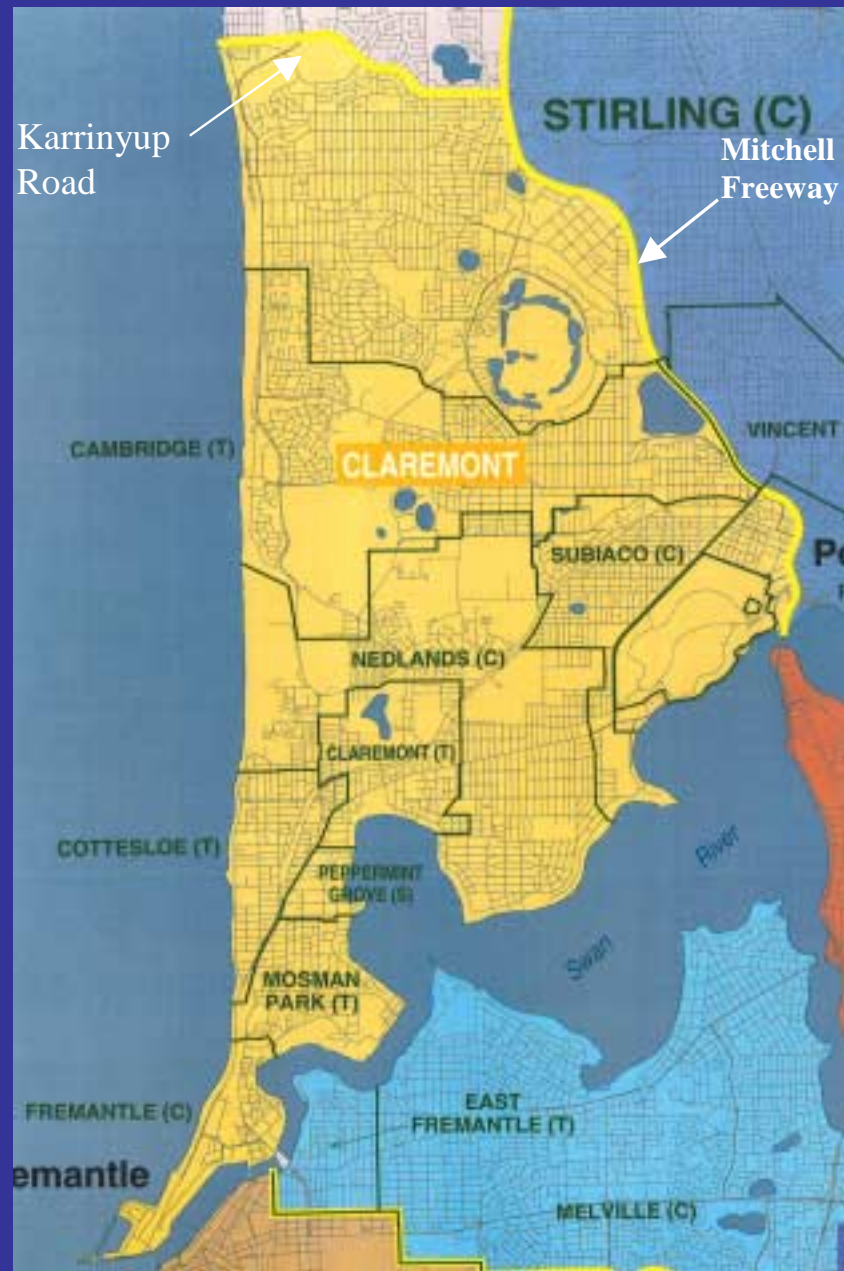 STIRLING (C)
Karrinyup
Road
Mitchell
Freeway
CAMBRIDGE (T)
VINCENT
CLAREMONT
SUBIACO (C)
NEDLANDS (C)
CLAREMONT (T)
COTTESLOE (T)
PEPPERMINT
GROVE (S)
River
Swan
MOSMAN
PARK (T)
FREMANTLE (C)
EAST
FREMANTLE (T)
emantle
MELVILLE (C)